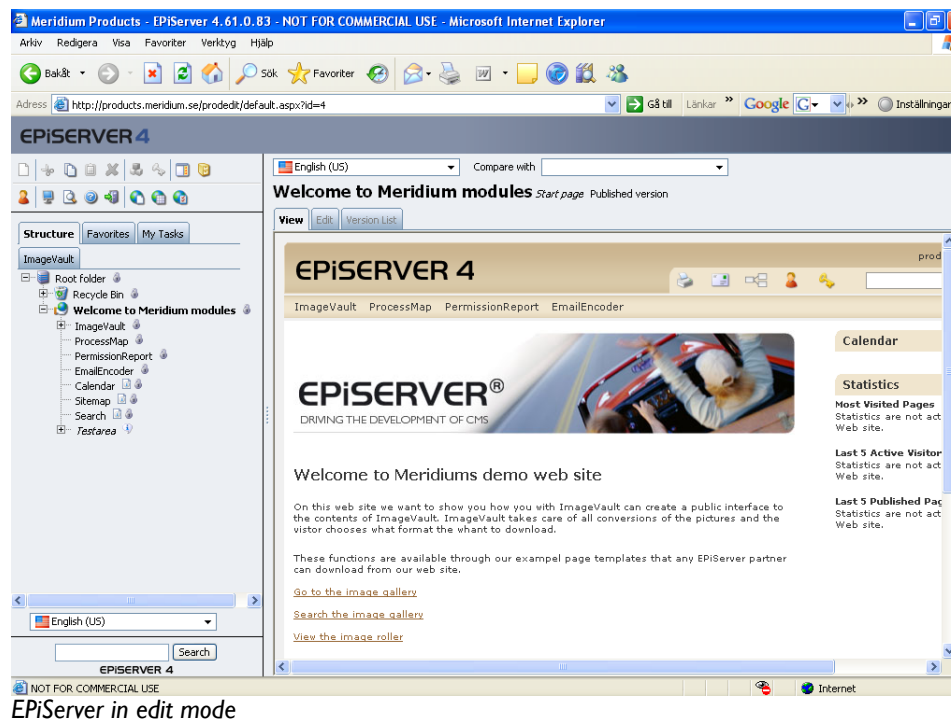 Meridium Products - EPiServer 4.61.0.83 - NOT FOR COMMERCIAL USE - Microsoft Internet Explorer
Arkiv Redigera Visa Favoriter Verktyg Hjälp
Bakåt Sök Favoriter
Adress http://products.meridium.se/prodedit/default.aspx?id=4 Gå till Länkar » Google G » Inställningar
EPiSERVER 4
English (US) Compare with
Welcome to Meridium modules Start page Published version
View Edit Version List
Structure Favorites My Tasks
ImageVault
Root folder
Recycle Bin
Welcome to Meridium modules
ImageVault
ProcessMap
PermissionReport
EmailEncoder
Calendar
Sitemap
Search
Testarea
English (US)
Search
EPiSERVER 4
EPiSERVER 4
prod
ImageVault ProcessMap PermissionReport EmailEncoder
EPiSERVER®
DRIVING THE DEVELOPMENT OF CMS
Welcome to Meridiums demo web site
On this web site we want to show you how you with ImageVault can create a public interface to
the contents of ImageVault. ImageVault takes care of all conversions of the pictures and the
vistor chooses what format the whant to download.
These functions are available through our exampel page templates that any EPiServer partner
can download from our web site.
Go to the image gallery
Search the image gallery
View the image roller
Calendar
Statistics
Most Visited Pages
Statistics are not act
Web site.
Last 5 Active Visitor
Statistics are not act
Web site.
Last 5 Published Pag
Statistics are not act
Web site.
NOT FOR COMMERCIAL USE Internet
EPiServer in edit mode